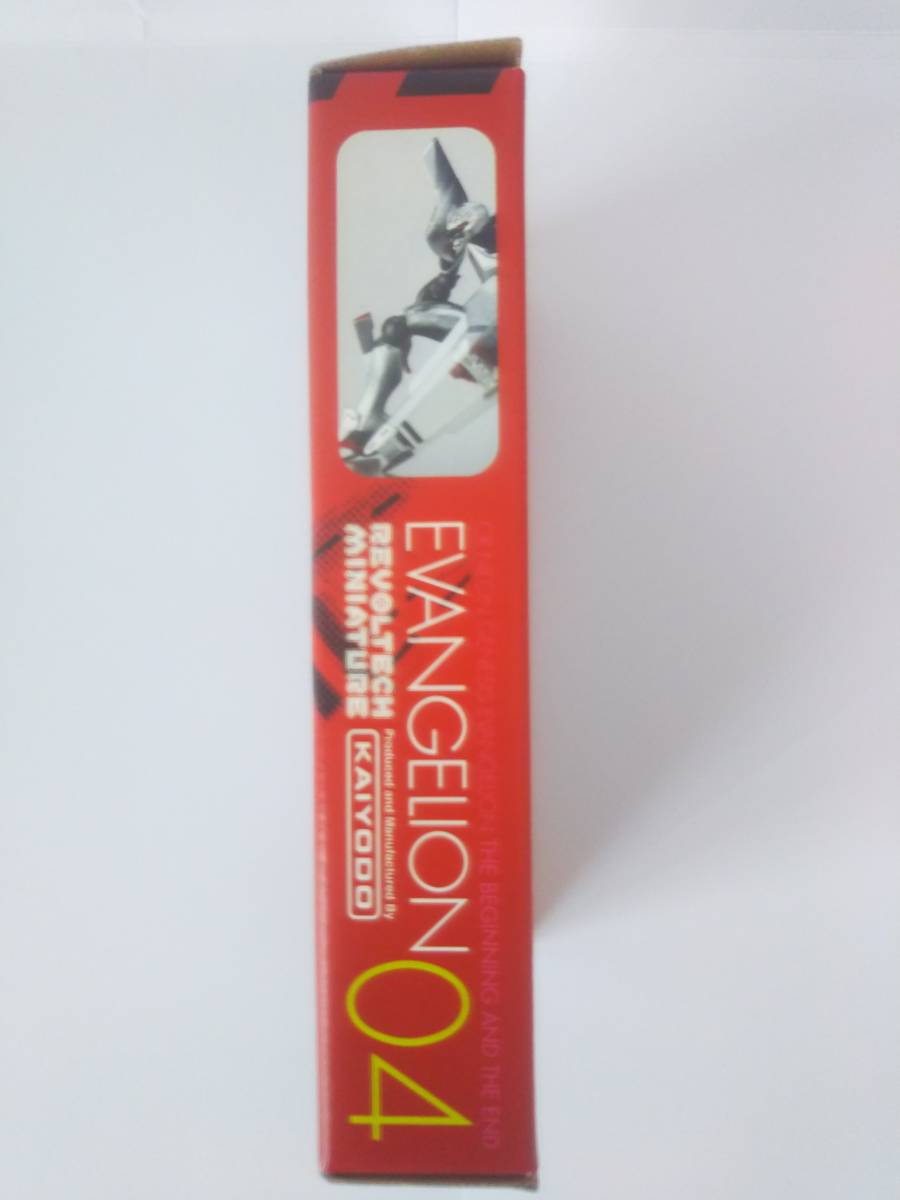 THE BEGINNING AND THE END
EVANGELION 04
REVOLTECH
MINIATURE
Produced and Manufactured By
KAIYODO